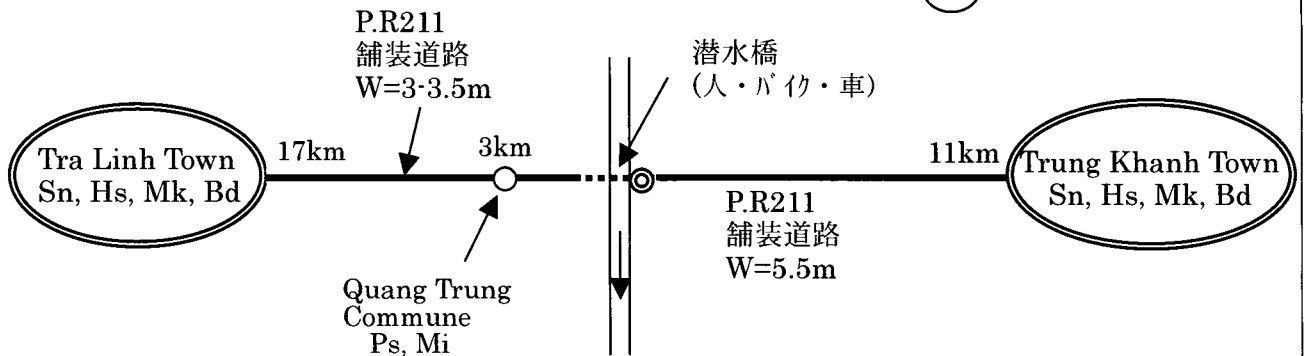 P.R211
舗装道路
W=3-3.5m
潜水橋
(人・バイク・車)
Tra Linh Town
Sn, Hs, Mk, Bd
17km
3km
11km
Trung Khanh Town
Sn, Hs, Mk, Bd
P.R211
舗装道路
W=5.5m
Quang Trung
Commune
Ps, Mi